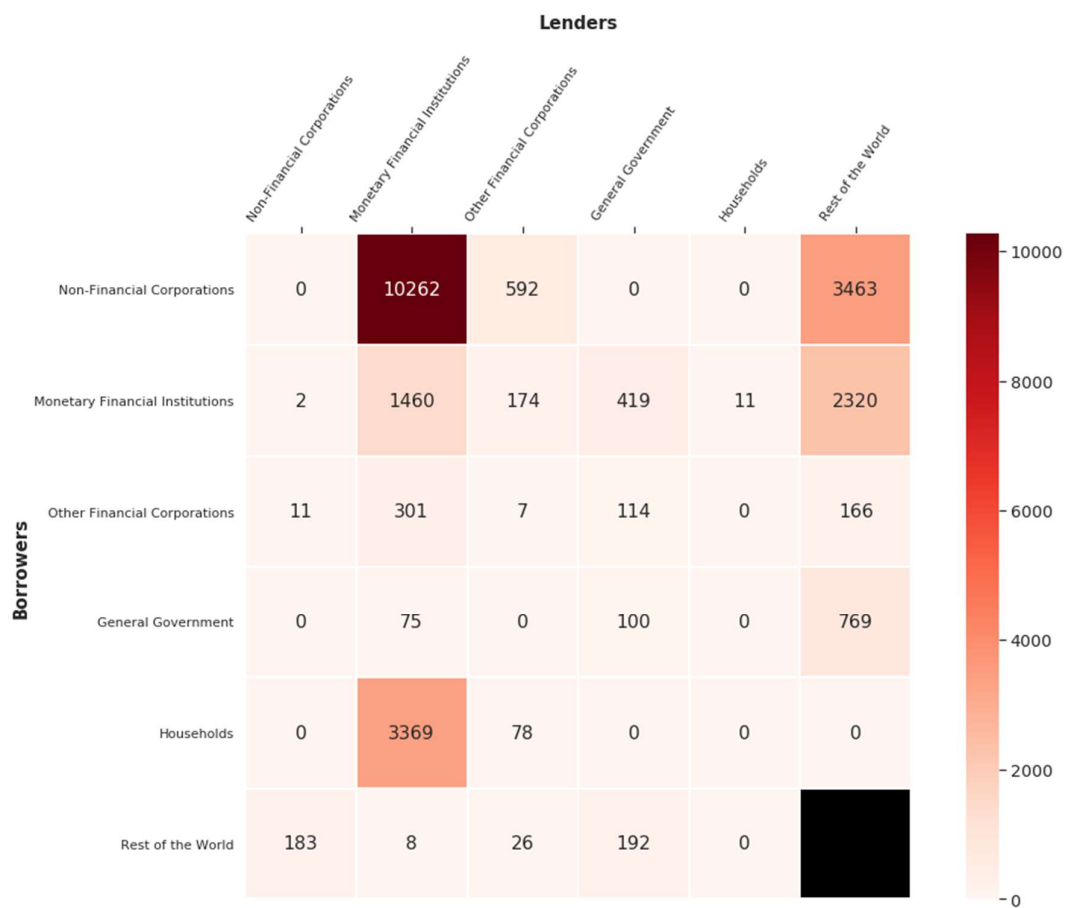 Lenders
Non-Financial Corporations
Monetary Financial Institutions
Other Financial Corporations
General Government
Households
Rest of the World
Borrowers
Non-Financial Corporations 0 10262 592 0 0 3463
Monetary Financial Institutions 2 1460 174 419 11 2320
Other Financial Corporations 11 301 7 114 0 166
General Government 0 75 0 100 0 769
Households 0 3369 78 0 0 0
Rest of the World 183 8 26 192 0
10000
8000
6000
4000
2000
0